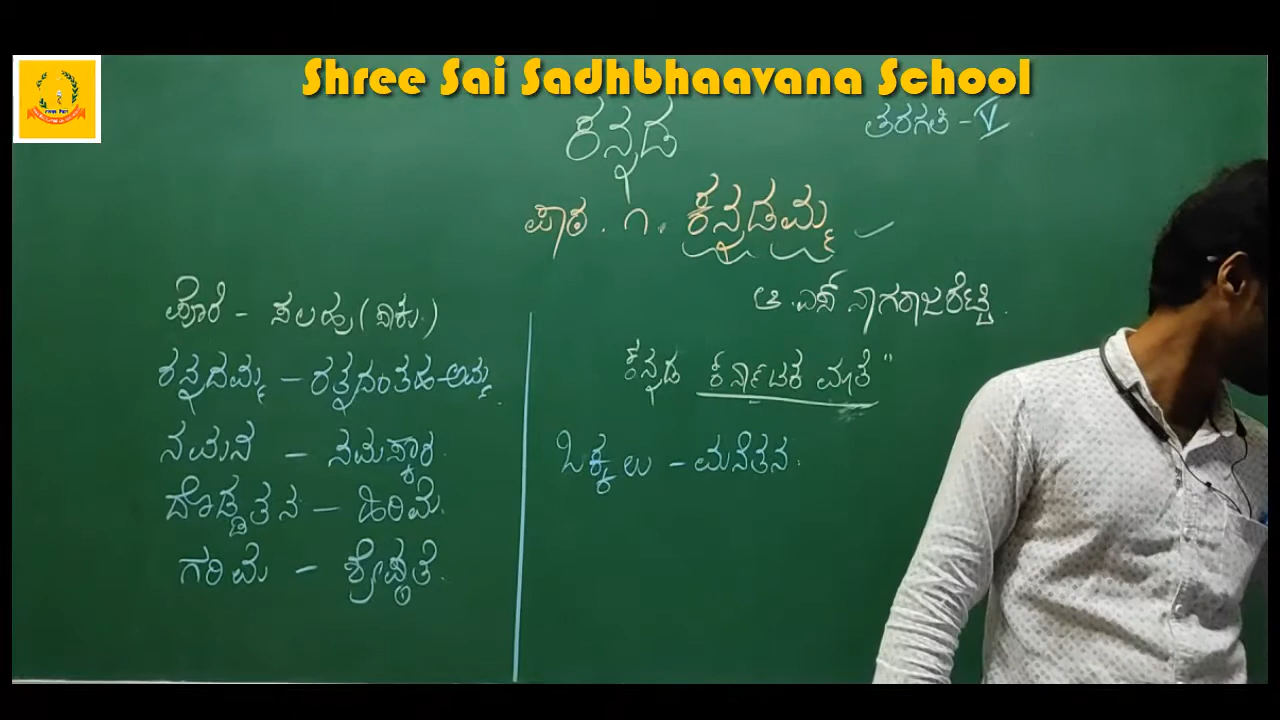 Shree Sai Sadhbhaavana School
ಕನ್ನಡ
ತರಗತಿ - V
ಪಾಠ . ೧. ಕನ್ನಡಮ್ಮ
ಆ.ಎಸ್ ನಾಗರಾಜಶೆಟ್ಟಿ.
ಪೊರೆ - ಸಲಹು (ಸಾಕು.)
ಕನ್ನಡಮ್ಮ - ರತ್ನದಂತಹ ಅಮ್ಮ.
ನಮನ - ನಮಸ್ಕಾರ
ದೊಡ್ಡತನ - ಹಿರಿಮೆ.
ಗರಿಮೆ - ಶ್ರೇಷ್ಠತೆ.
ಕನ್ನಡ ಕರ್ನಾಟಕ ಮಾತೆ"
ಒಕ್ಕಲು - ಮನೆತನ.